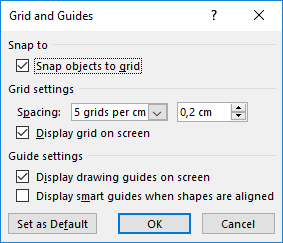 Grid and Guides ? ×
Snap to
Snap objects to grid
Grid settings
Spacing: 5 grids per cm 0,2 cm
Display grid on screen
Guide settings
Display drawing guides on screen
Display smart guides when shapes are aligned
Set as Default OK Cancel